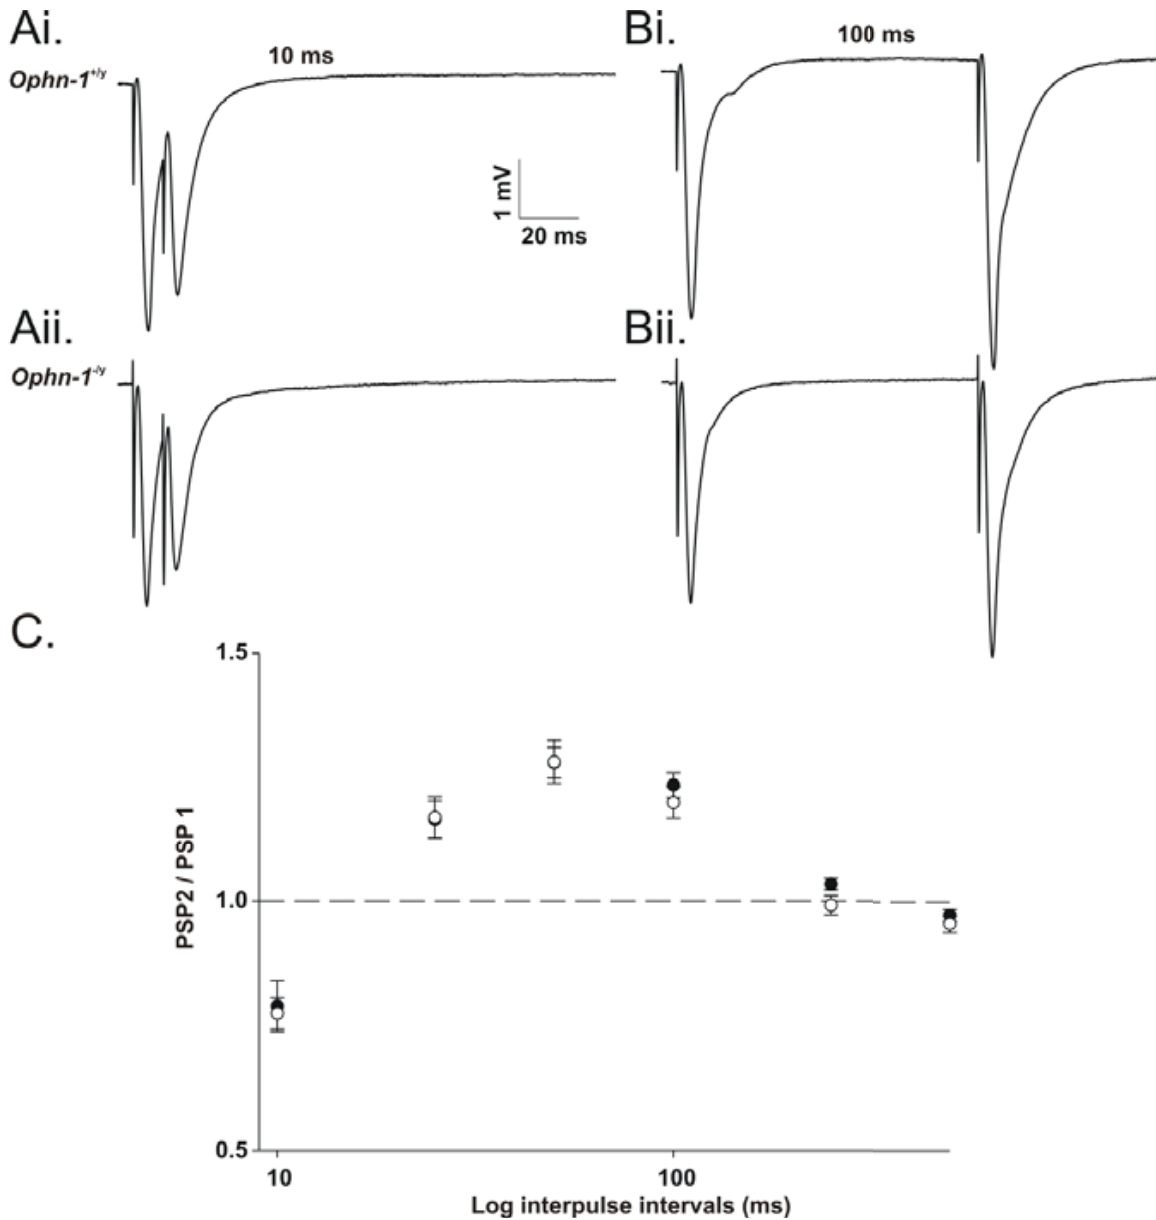 Ai.
Bi.
10 ms
100 ms
Ophn-1+/y
1 mV
20 ms
Aii.
Bii.
Ophn-1-/y
C.
1.5
1.0
0.5
PSP2 / PSP 1
10
100
Log interpulse intervals (ms)